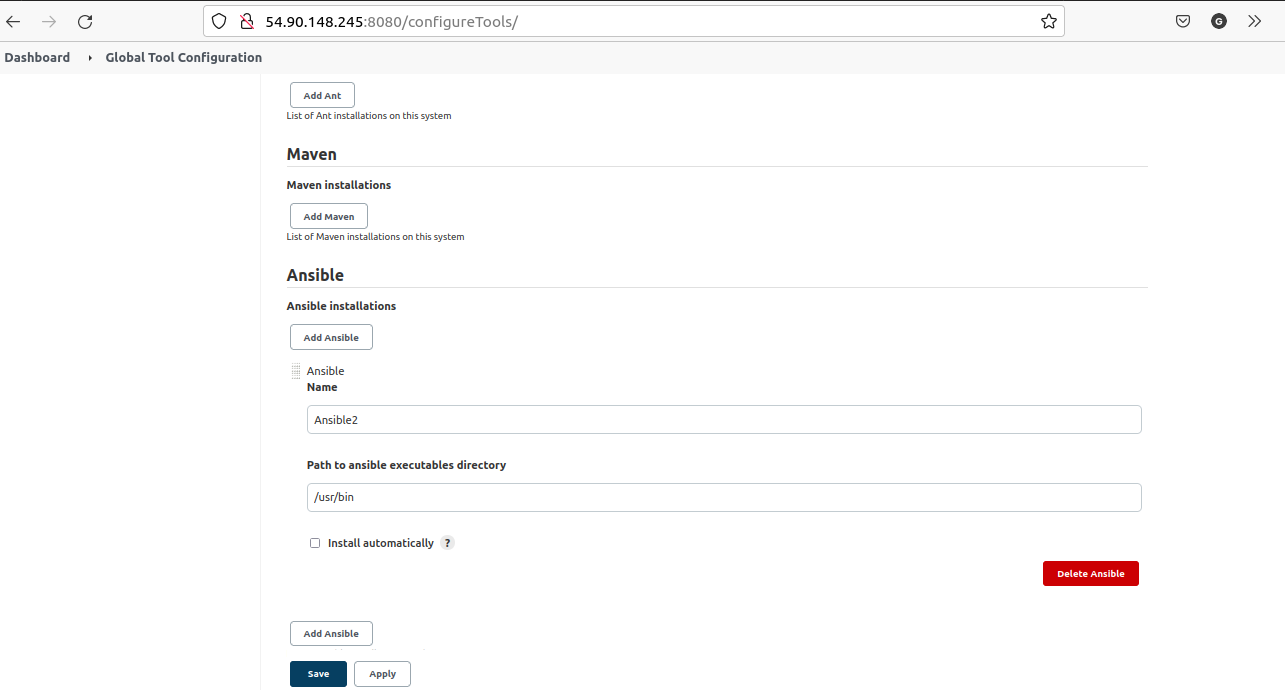 54.90.148.245:8080/configureTools/
G
Dashboard Global Tool Configuration
Add Ant
List of Ant installations on this system
Maven
Maven installations
Add Maven
List of Maven installations on this system
Ansible
Ansible installations
Add Ansible
Ansible
Name
Ansible2
Path to ansible executables directory
/usr/bin
Install automatically ?
Delete Ansible
Add Ansible
Save Apply